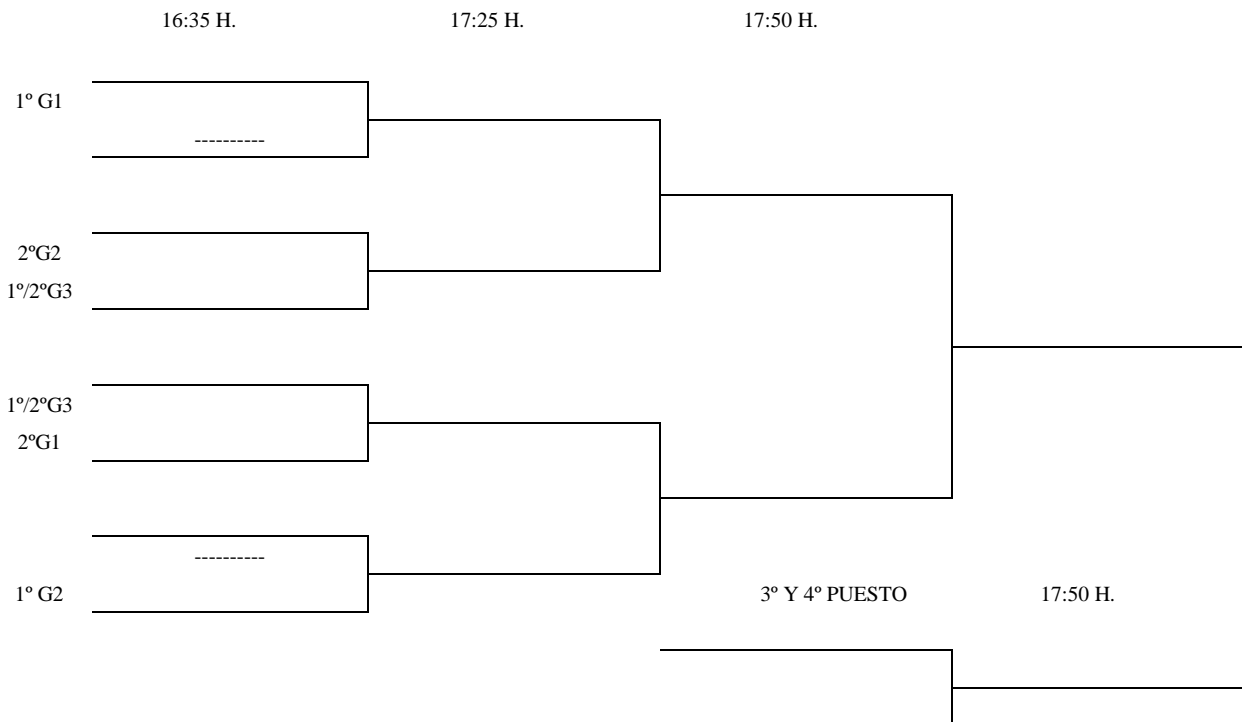 16:35 H. 17:25 H. 17:50 H.
1º G1
----------
2ºG2
1º/2ºG3
1º/2ºG3
2ºG1
----------
1º G2 3º Y 4º PUESTO 17:50 H.